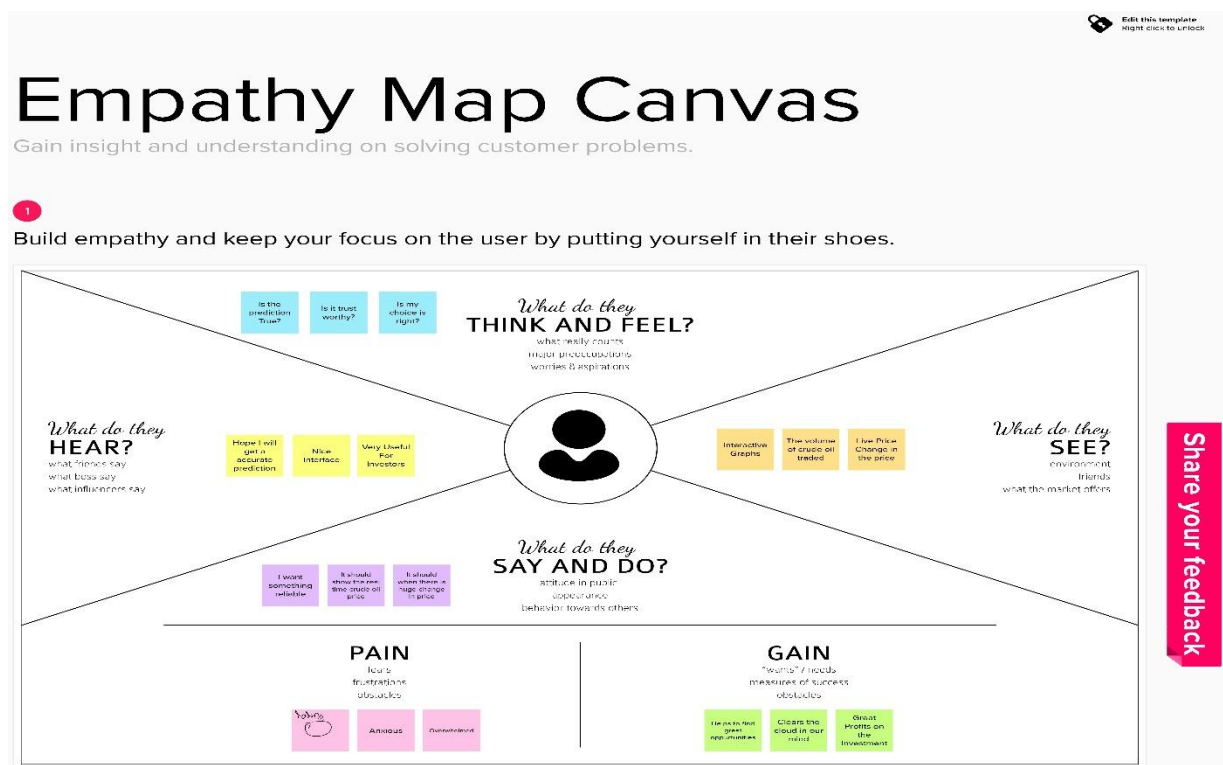 Edit this template
Right click to unlock
Empathy Map Canvas
Gain insight and understanding on solving customer problems.
1
Build empathy and keep your focus on the user by putting yourself in their shoes.
Is the
prediction
True?
Is it trust
worthy?
Is my
choice is
right?
What do they
THINK AND FEEL?
what really counts
major preoccupations
worries & aspirations
What do they
HEAR?
what friends say
what boss say
what influencers say
Hope I will
get a
accurate
prediction
Nice
Interface
Very Useful
For
Investors
Interactive
Graphs
The volume
of crude oil
traded
Live Price
Change in
the price
What do they
SEE?
environment
friends
what the market offers
What do they
SAY AND DO?
attitude in public
appearance
behavior towards others
I want
something
reliable
It should
show the real
time crude oil
price
It should
when there is
huge change
in price
PAIN
fears
frustrations
obstacles
Anxious
Overwhelmed
GAIN
"wants" / needs
measures of success
obstacles
Helps to find
great
Clears the
cloud in our
mind
Great
Profits on
the
Investment
Share your feedback